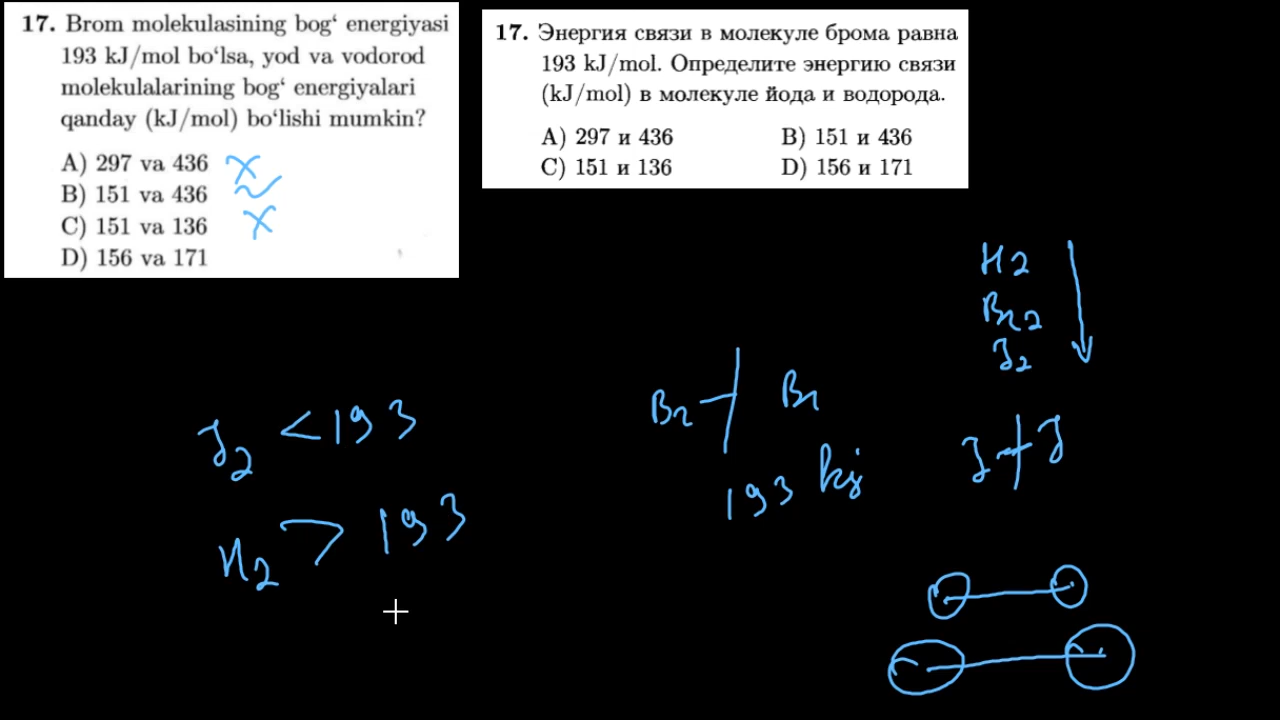 17. Brom molekulasining bog‘ energiyasi
193 kJ/mol bo‘lsa, yod va vodorod
molekulalarining bog‘ energiyalari
qanday (kJ/mol) bo‘lishi mumkin?
A) 297 va 436
B) 151 va 436
C) 151 va 136
D) 156 va 171
17. Энергия связи в молекуле брома равна
193 kJ/mol. Определите энергию связи
(kJ/mol) в молекуле йода и водорода.
A) 297 и 436 B) 151 и 436
C) 151 и 136 D) 156 и 171
H2
Br2
J2
Br Br
193 kj
J J
J2 < 193
H2 > 193